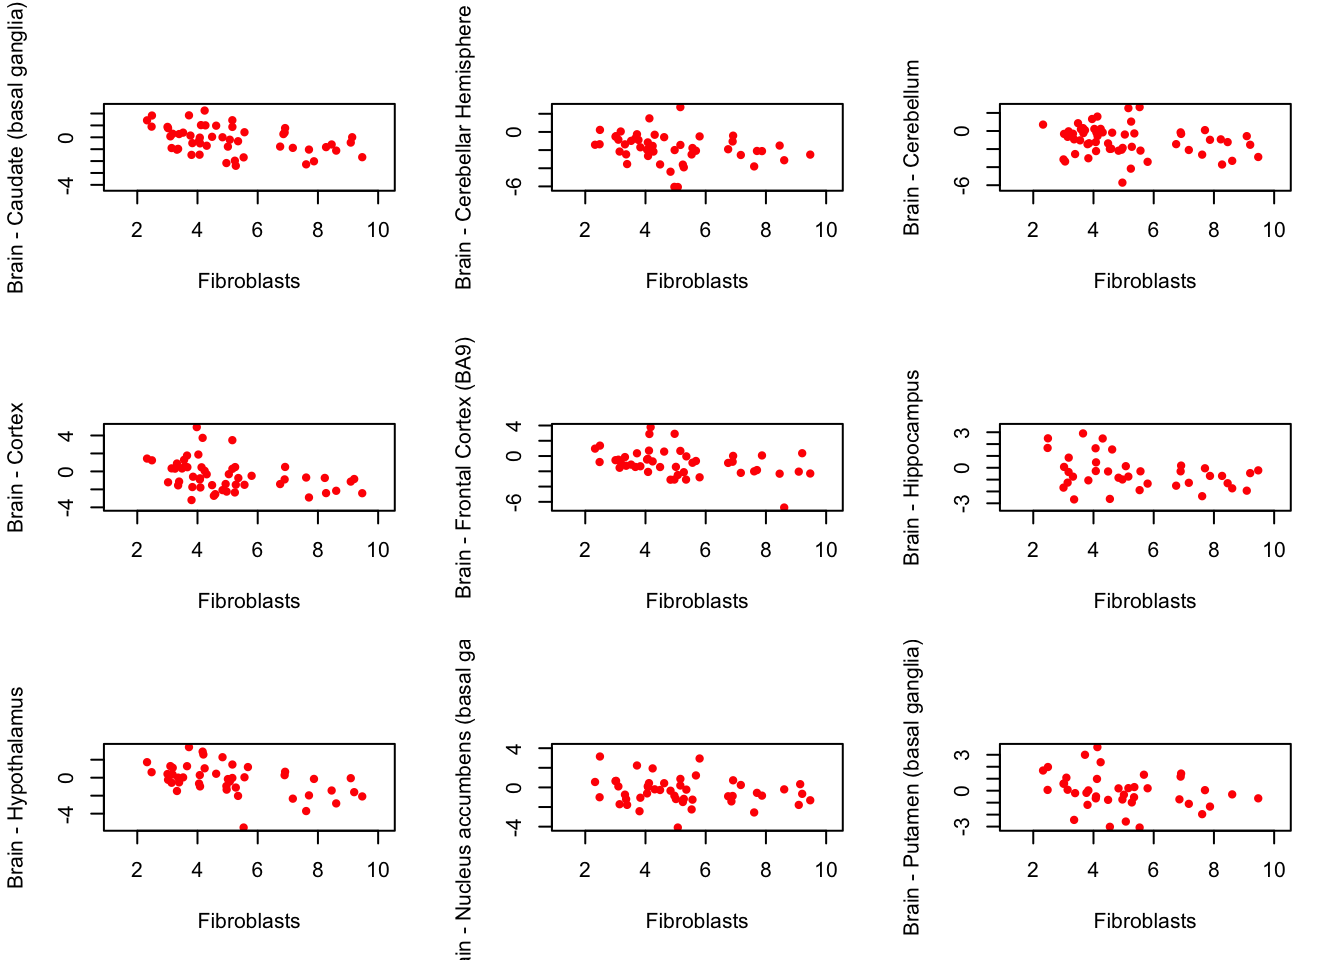 Brain - Caudate (basal ganglia)
0
-4
2 4 6 8 10
Fibroblasts
Brain - Cerebellar Hemisphere
0
-6
2 4 6 8 10
Fibroblasts
Brain - Cerebellum
0
-6
2 4 6 8 10
Fibroblasts
Brain - Cortex
4
0
-4
2 4 6 8 10
Fibroblasts
Brain - Frontal Cortex (BA9)
4
0
-6
2 4 6 8 10
Fibroblasts
Brain - Hippocampus
3
0
-3
2 4 6 8 10
Fibroblasts
Brain - Hypothalamus
0
-4
2 4 6 8 10
Fibroblasts
ain - Nucleus accumbens (basal ga
4
0
-4
2 4 6 8 10
Fibroblasts
Brain - Putamen (basal ganglia)
3
0
-3
2 4 6 8 10
Fibroblasts